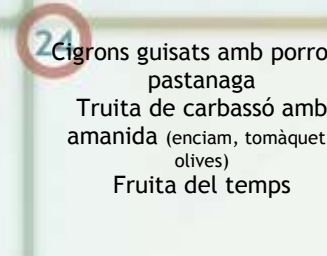 24
Cigrons guisats amb porro
pastanaga
Truita de carbassó amb
amanida (enciam, tomàquet
olives)
Fruita del temps